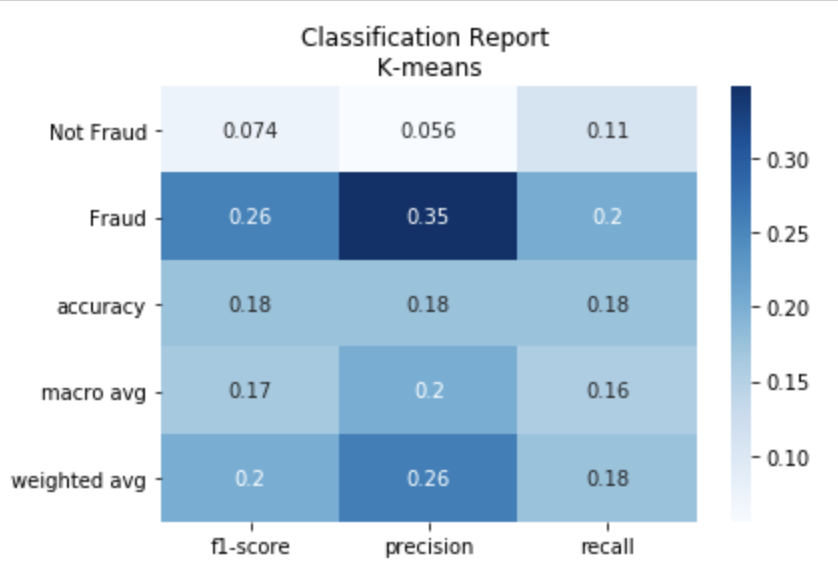 Classification Report
K-means
Not Fraud 0.074 0.056 0.11
Fraud 0.26 0.35 0.2
accuracy 0.18 0.18 0.18
macro avg 0.17 0.2 0.16
weighted avg 0.2 0.26 0.18
f1-score precision recall
0.30
0.25
0.20
0.15
0.10